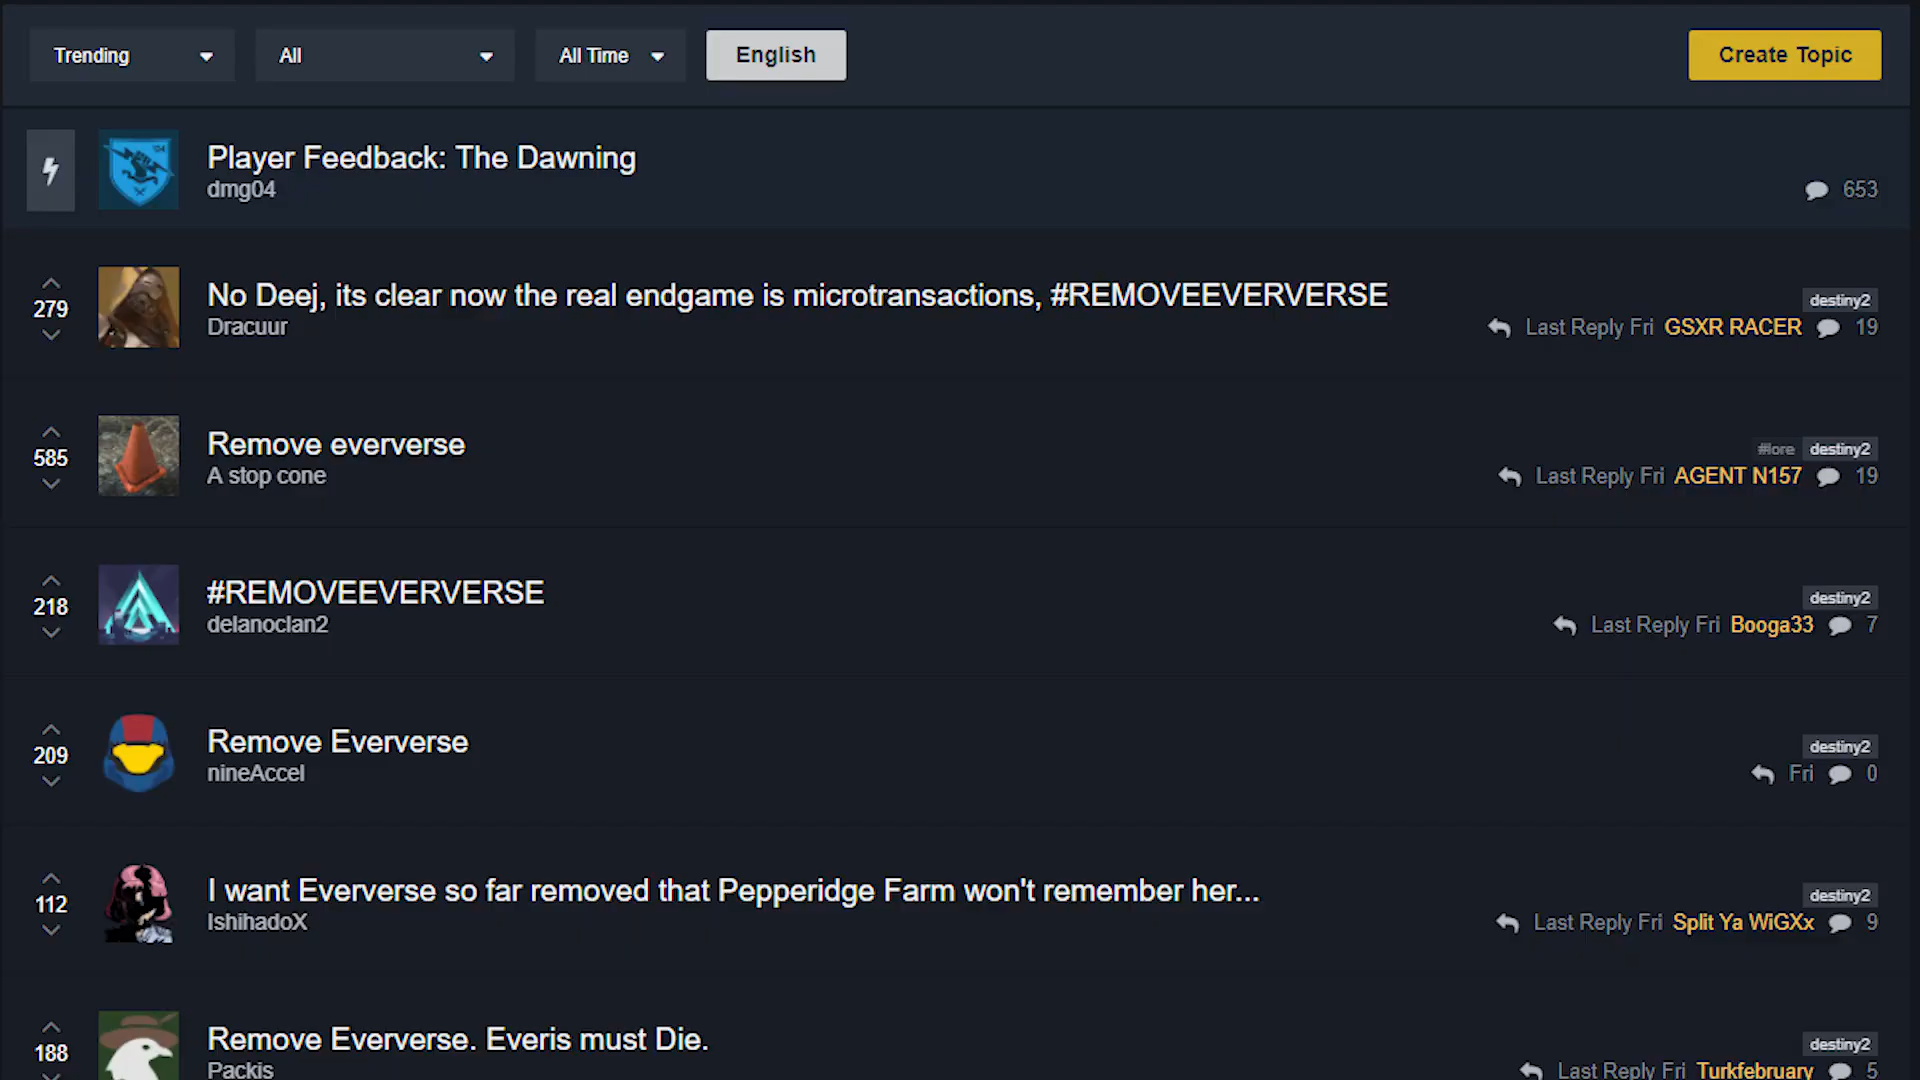 Trending All All Time English Create Topic
Player Feedback: The Dawning
dmg04 653
No Deej, its clear now the real endgame is microtransactions, #REMOVEEVERVERSE
destiny2
279
Dracuur Last Reply Fri GSXR RACER 19
Remove eververse
#lore destiny2
585
A stop cone Last Reply Fri AGENT N157 19
#REMOVEEVERVERSE
destiny2
218
delanoclan2 Last Reply Fri Booga33 7
Remove Eververse
destiny2
209
nineAccel Fri 0
I want Eververse so far removed that Pepperidge Farm won't remember her...
destiny2
112
IshihadoX Last Reply Fri Split Ya WiGXx 9
Remove Eververse. Everis must Die.
destiny2
188
Packis Last Reply Fri Turkfebruary 5